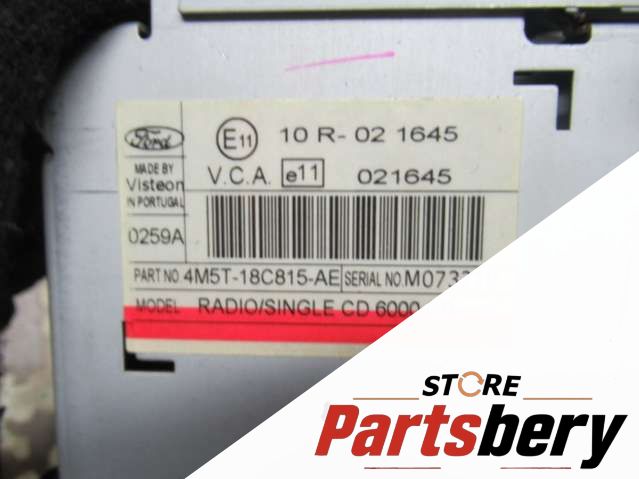 Ford
E11 10 R- 02 1645
MADE BY
Visteon
IN PORTUGAL
V.C.A. e11 021645
0259A
PART NO 4M5T-18C815-AE SERIAL NO.
MODEL RADIO/SINGLE CD 6000
STORE
Partsbery